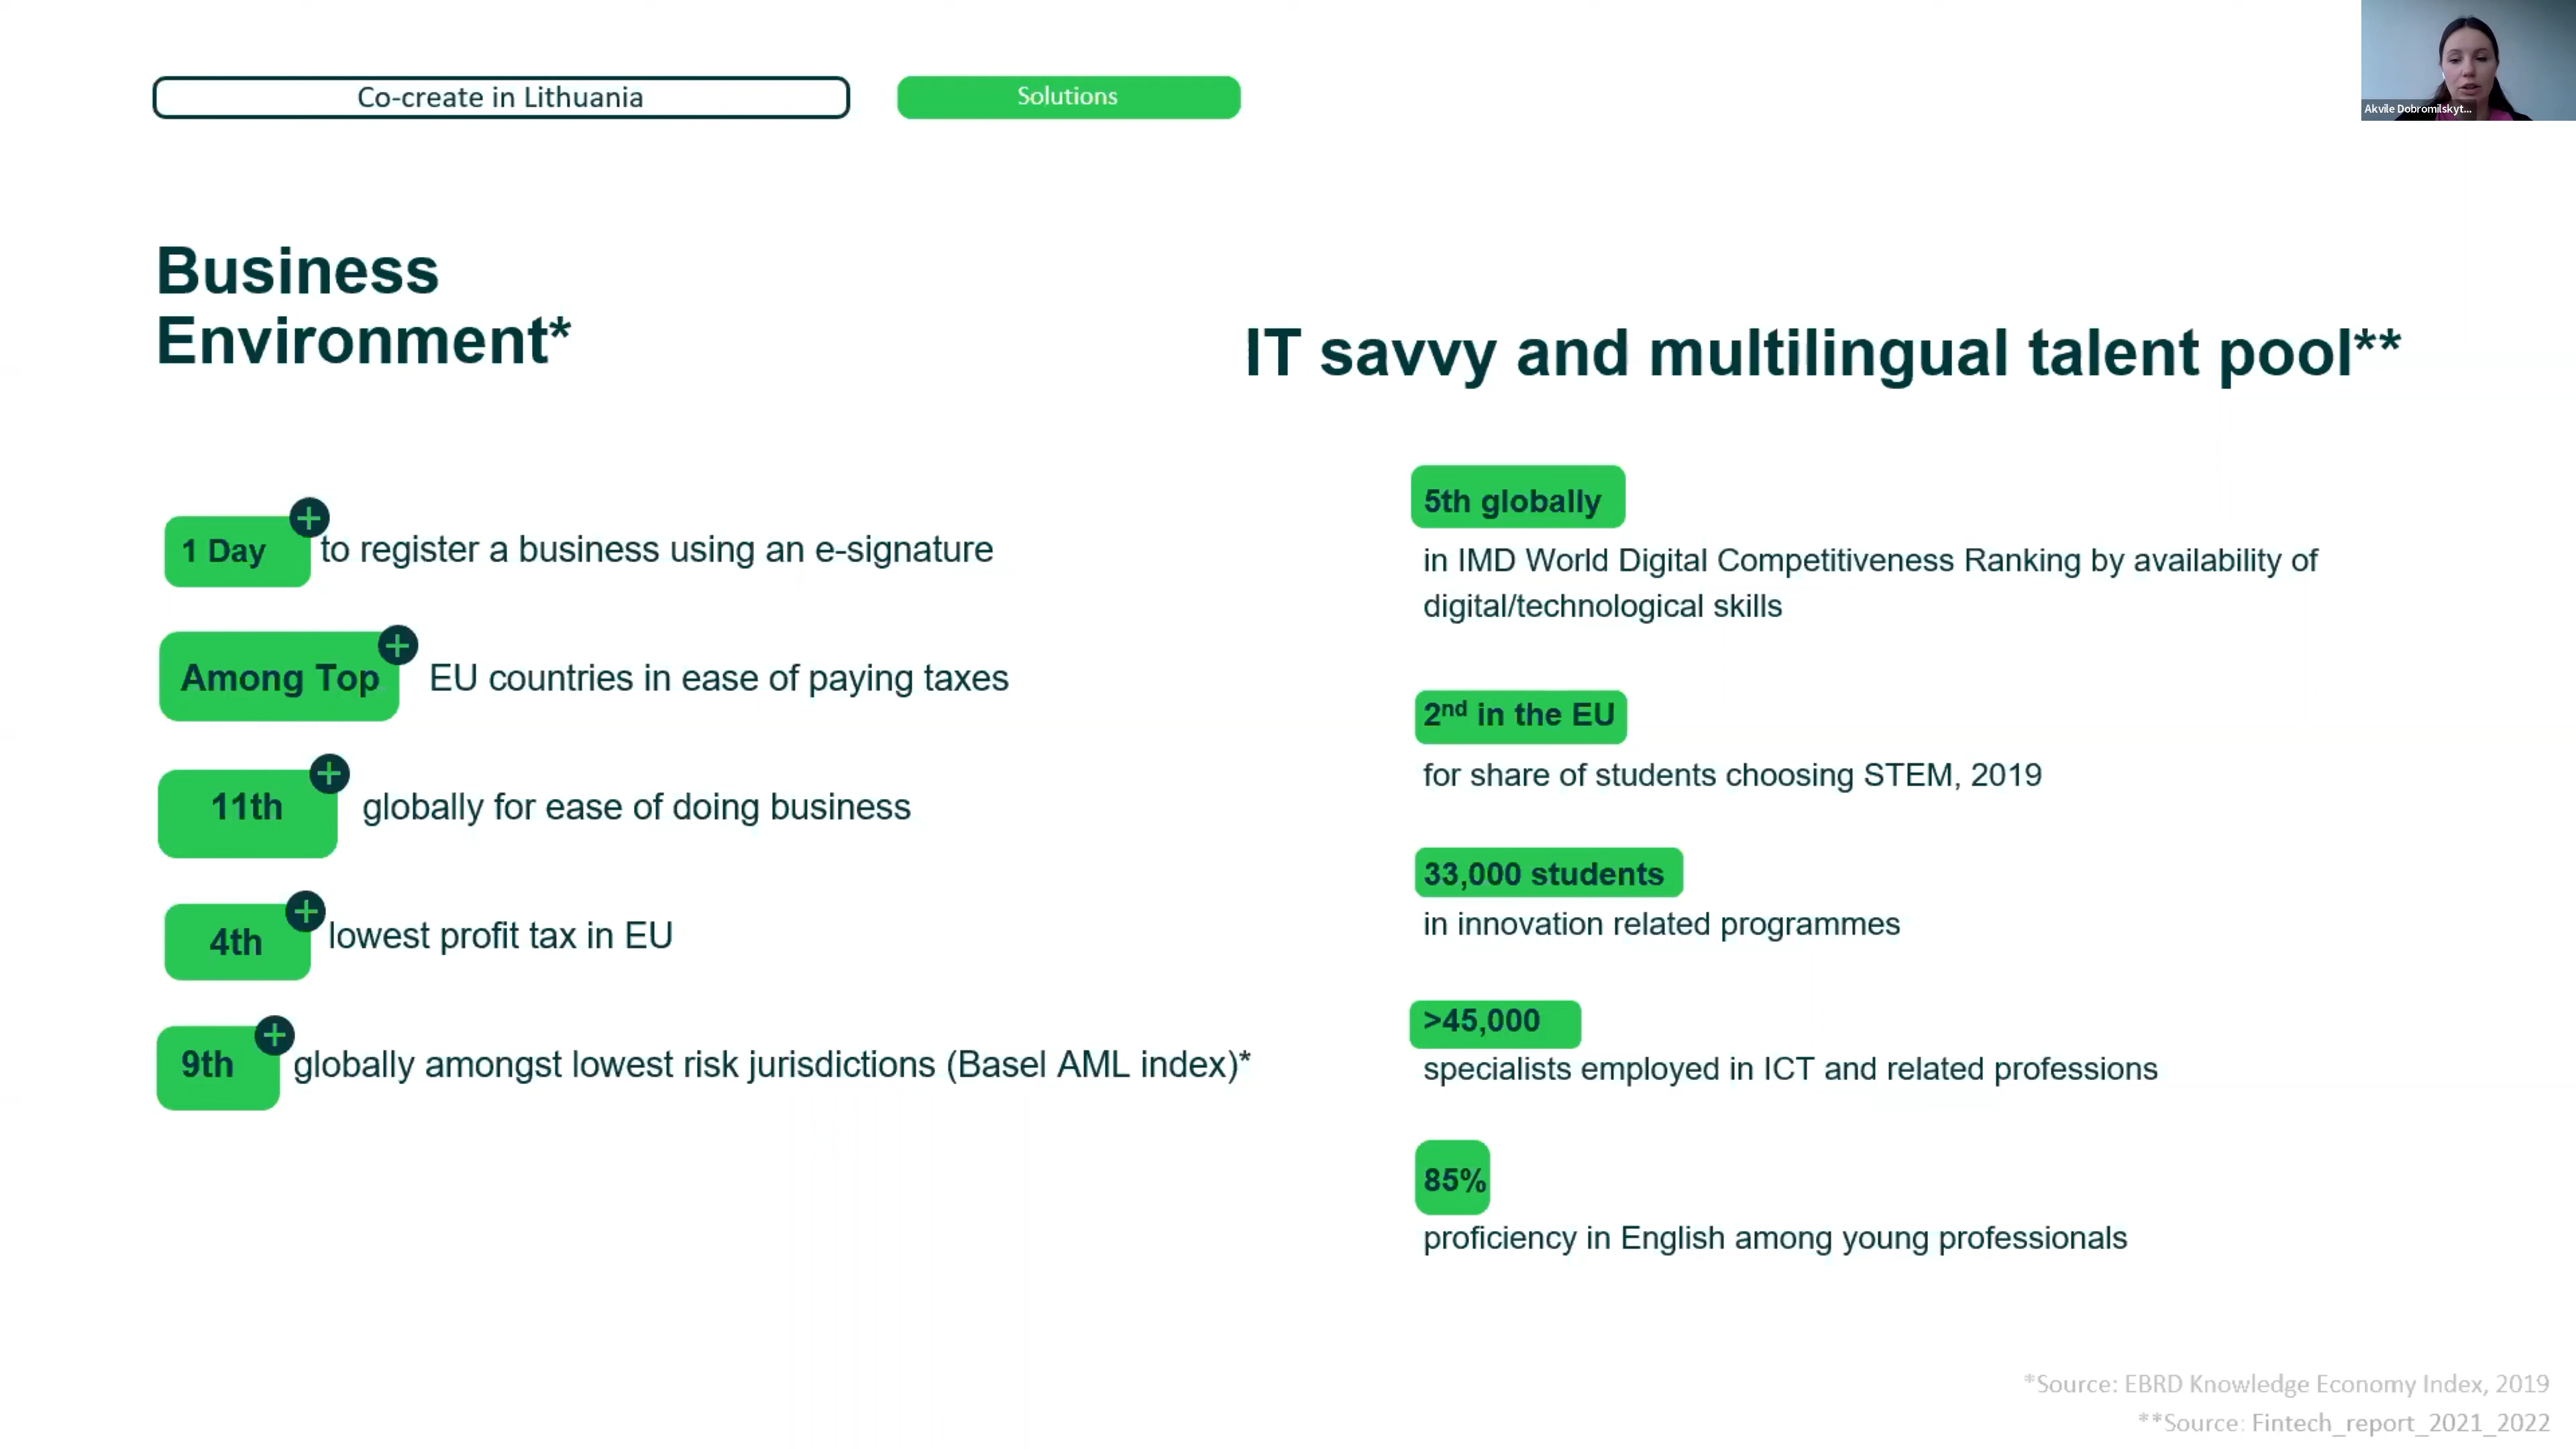 Co-create in Lithuania
Solutions
Akvile Dobromilskyt...
Business
Environment*
1 Day to register a business using an e-signature
Among Top EU countries in ease of paying taxes
11th globally for ease of doing business
4th lowest profit tax in EU
9th globally amongst lowest risk jurisdictions (Basel AML index)*
IT savvy and multilingual talent pool**
5th globally
in IMD World Digital Competitiveness Ranking by availability of
digital/technological skills
2nd in the EU
for share of students choosing STEM, 2019
33,000 students
in innovation related programmes
>45,000
specialists employed in ICT and related professions
85%
proficiency in English among young professionals
*Source: EBRD Knowledge Economy Index, 2019
**Source: Fintech_report_2021_2022